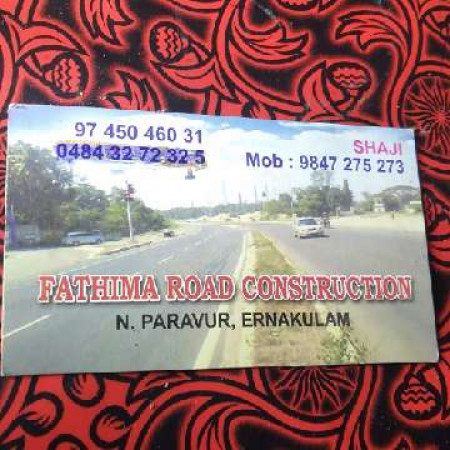 97 450 460 31
0484 32 72 32 5
SHAJI
Mob : 9847 275 273
FATHIMA ROAD CONSTRUCTION
N. PARAVUR, ERNAKULAM